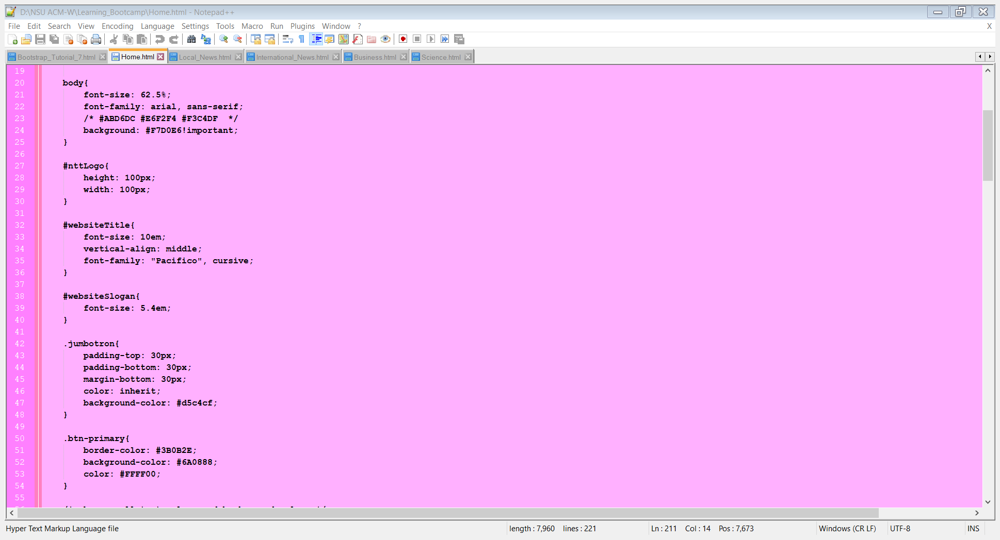 D:\NSU ACM-W\Learning_Bootcamp\Home.html - Notepad++
File Edit Search View Encoding Language Settings Tools Macro Run Plugins Window ? X
Bootstrap_Tutorial_7.html Home.html Local_News.html International_News.html Business.html Science.html
19
20 body{
21 font-size: 62.5%;
22 font-family: arial, sans-serif;
23 /* #ABD6DC #E6F2F4 #F3C4DF  */
24 background: #F7D0E6!important;
25 }
26
27 #nttLogo{
28 height: 100px;
29 width: 100px;
30 }
31
32 #websiteTitle{
33 font-size: 10em;
34 vertical-align: middle;
35 font-family: "Pacifico", cursive;
36 }
37
38 #websiteSlogan{
39 font-size: 5.4em;
40 }
41
42 .jumbotron{
43 padding-top: 30px;
44 padding-bottom: 30px;
45 margin-bottom: 30px;
46 color: inherit;
47 background-color: #d5c4cf;
48 }
49
50 .btn-primary{
51 border-color: #3B0B2E;
52 background-color: #6A0888;
53 color: #FFFF00;
54 }
55
Hyper Text Markup Language file length : 7,960 lines : 221 Ln : 211 Col : 14 Pos : 7,673 Windows (CR LF) UTF-8 INS